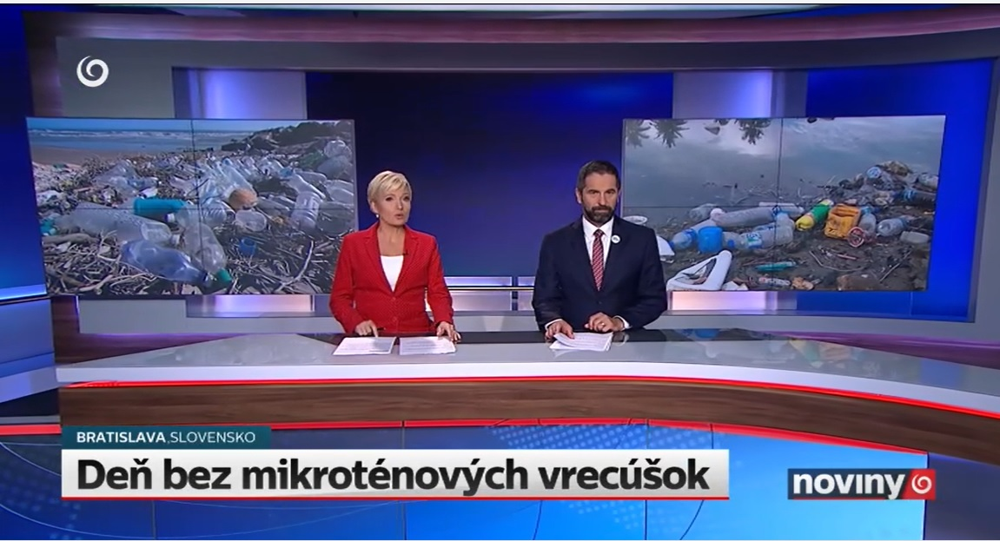 BRATISLAVA, SLOVENSKO
Deň bez mikroténových vrecúšok
noviny